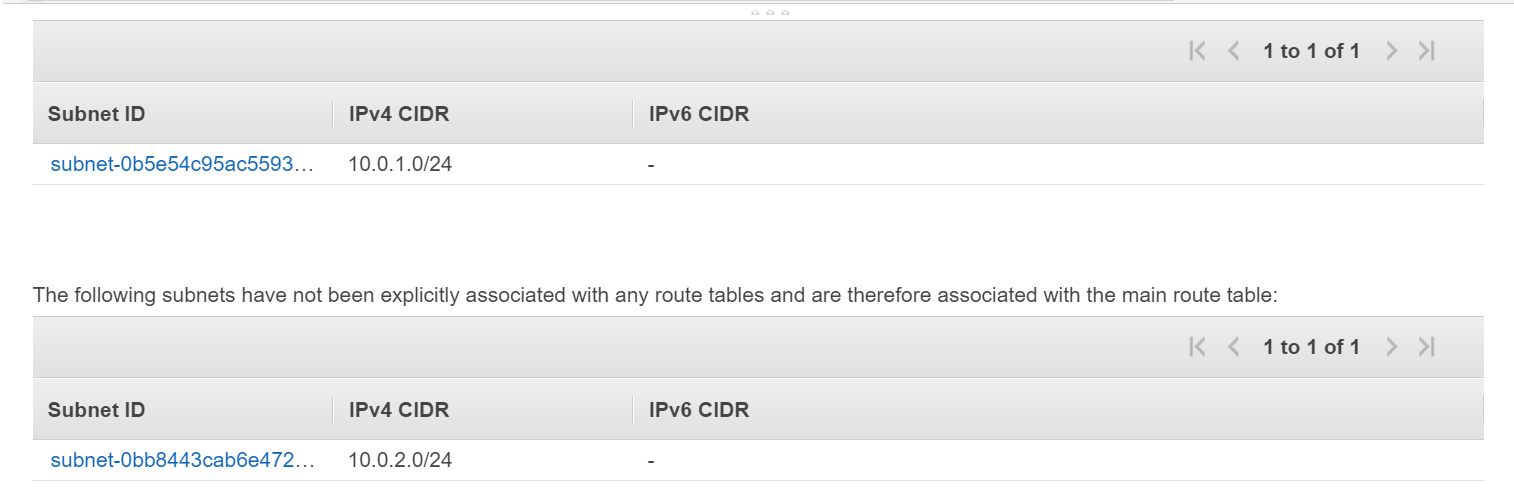 1 to 1 of 1
Subnet ID IPv4 CIDR IPv6 CIDR
subnet-0b5e54c95ac5593... 10.0.1.0/24 -
The following subnets have not been explicitly associated with any route tables and are therefore associated with the main route table:
1 to 1 of 1
Subnet ID IPv4 CIDR IPv6 CIDR
subnet-0bb8443cab6e472... 10.0.2.0/24 -